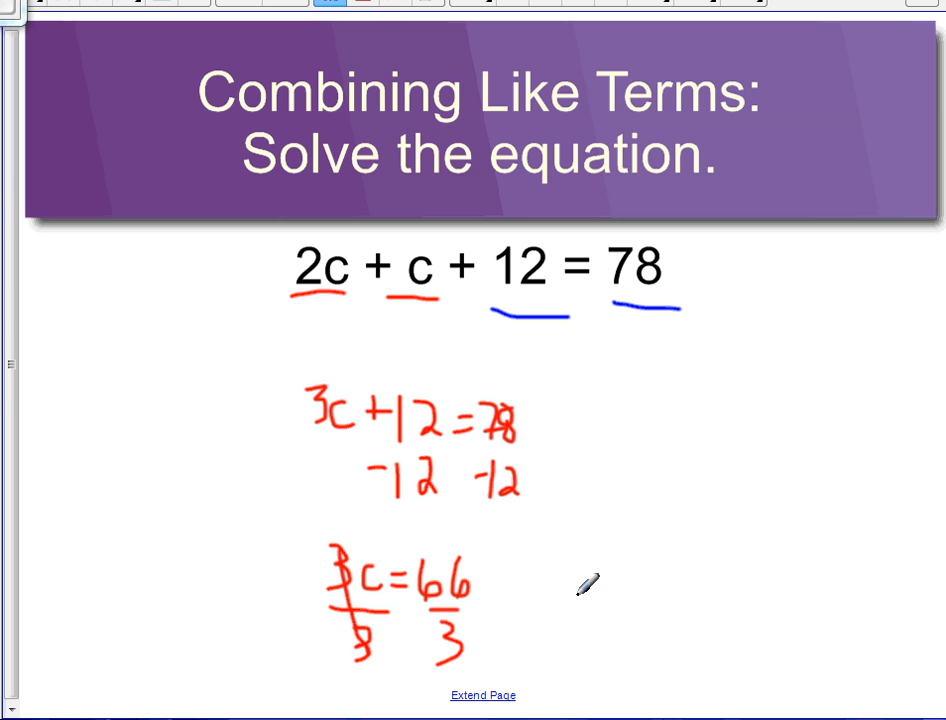 Combining Like Terms:
Solve the equation.
2c + c + 12 = 78
3c + 12 = 78
-12 -12
3c = 66
3 3
Extend Page